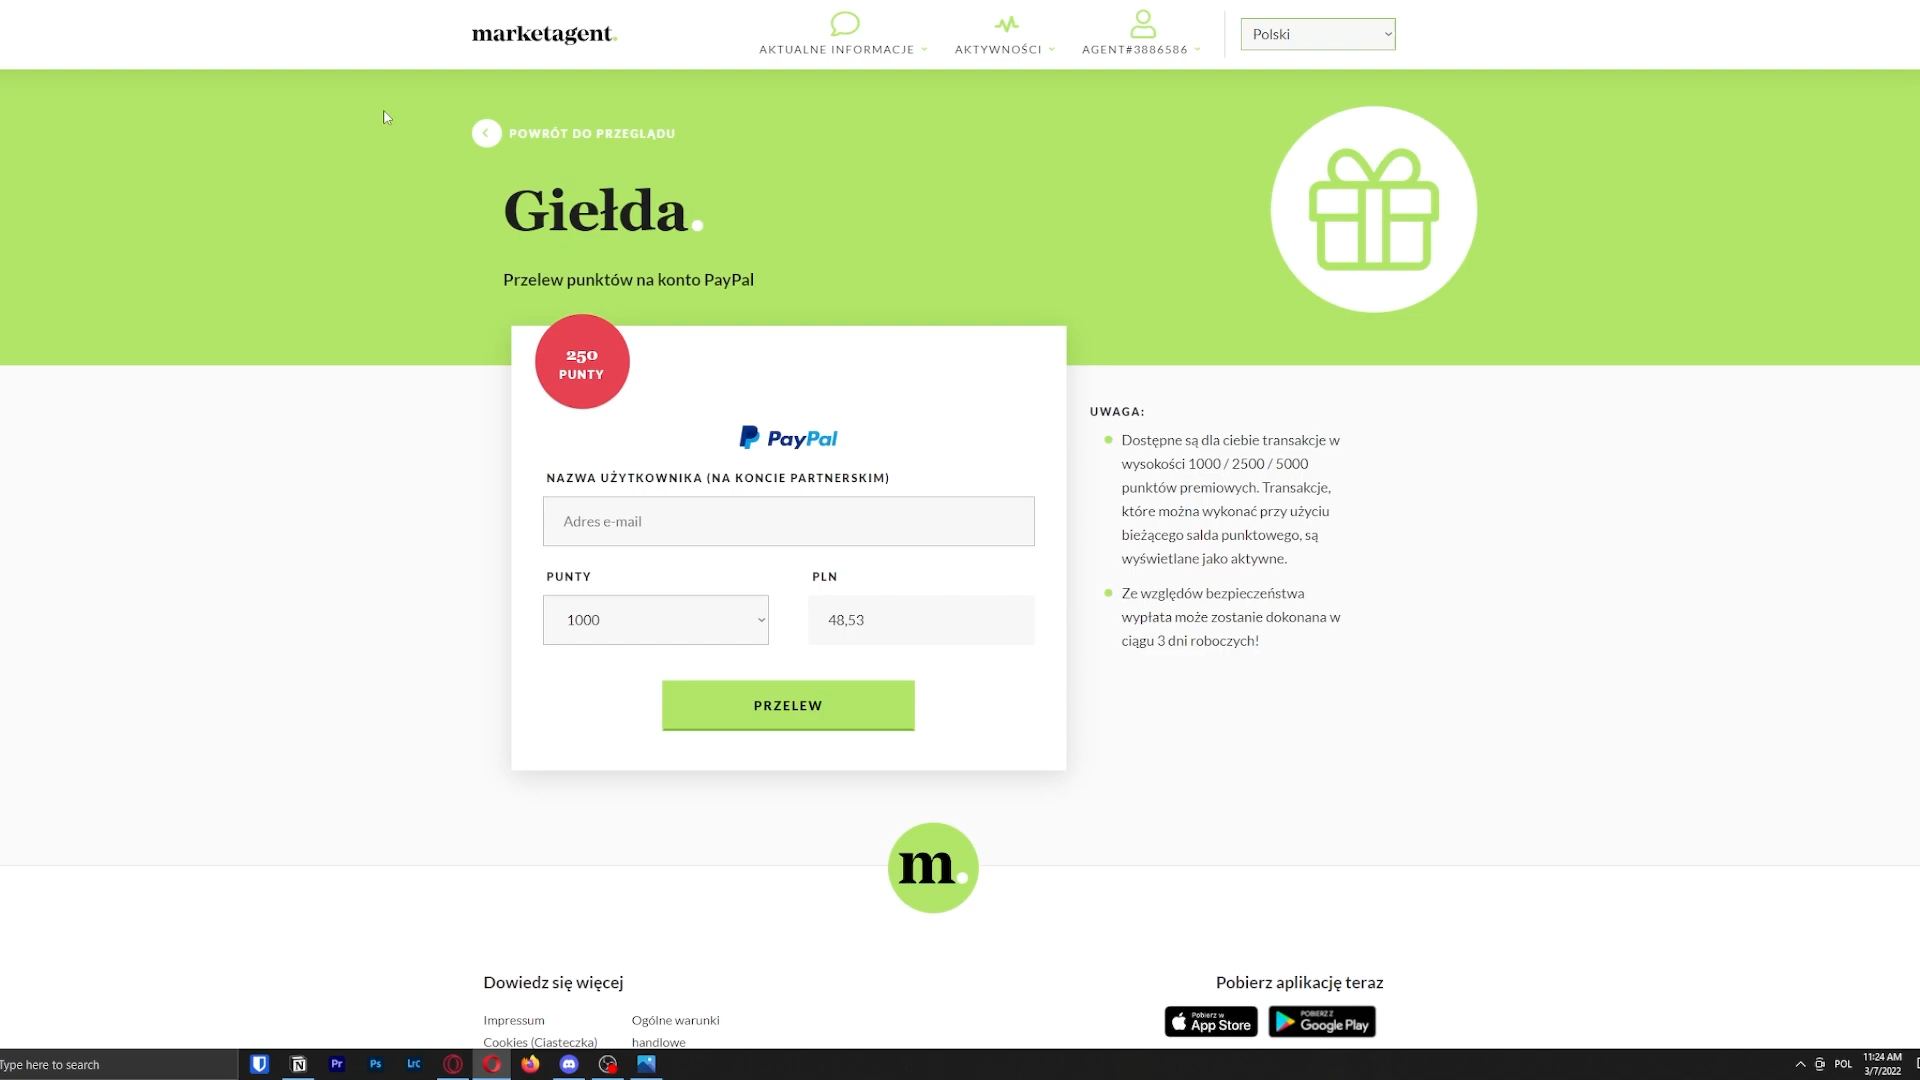 marketagent.
AKTUALNE INFORMACJE
AKTYWNOŚCI
AGENT#3886586
Polski
POWRÓT DO PRZEGLĄDU
Giełda.
Przelew punktów na konto PayPal
250
PUNTY
PayPal
NAZWA UŻYTKOWNIKA (NA KONCIE PARTNERSKIM)
Adres e-mail
PUNTY
PLN
1000
48,53
PRZELEW
UWAGA:
Dostępne są dla ciebie transakcje w
wysokości 1000 / 2500 / 5000
punktów premiowych. Transakcje,
które można wykonać przy użyciu
bieżącego salda punktowego, są
wyświetlane jako aktywne.
Ze względów bezpieczeństwa
wypłata może zostanie dokonana w
ciągu 3 dni roboczych!
m.
Dowiedz się więcej
Pobierz aplikację teraz
Impressum
Ogólne warunki
Cookies (Ciasteczka)
handlowe
Pobierz w
App Store
POBIERZ Z
Google Play
Type here to search
Pr
Ps
LrC
POL
11:24 AM
3/7/2022